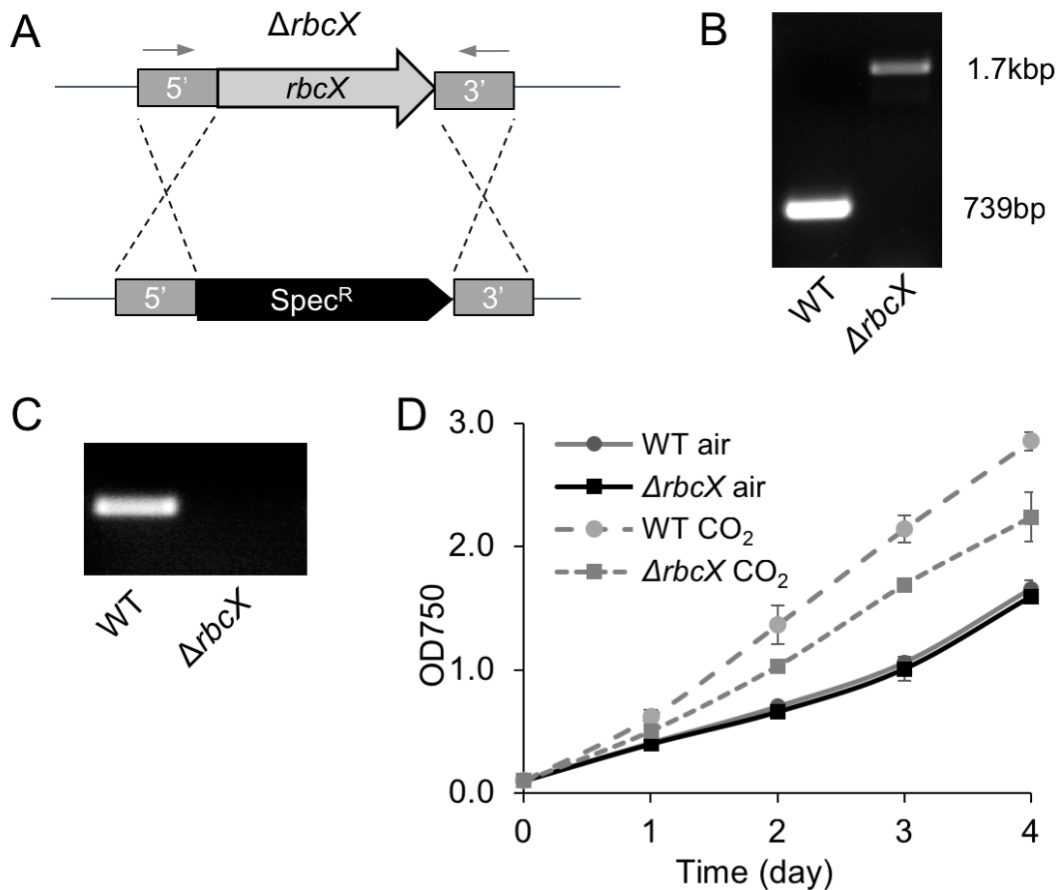 A
ΔrbcX
5’
rbcX
3’
5’
Specᴿ
3’
B
1.7kbp
739bp
WT
ΔrbcX
C
WT
ΔrbcX
D
WT air
ΔrbcX air
WT CO₂
ΔrbcX CO₂
3.0
2.0
1.0
0.0
OD750
0 1 2 3 4
Time (day)